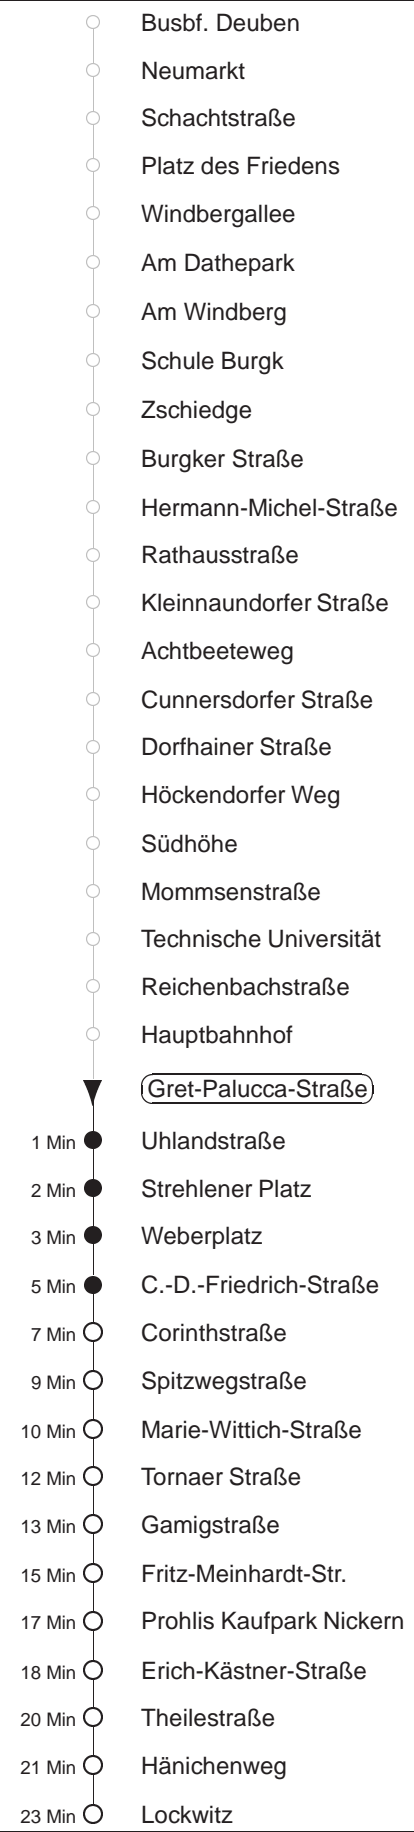 Busbf. Deuben
Neumarkt
Schachtstraße
Platz des Friedens
Windbergallee
Am Dathepark
Am Windberg
Schule Burgk
Zschiedge
Burgker Straße
Hermann-Michel-Straße
Rathausstraße
Kleinnaundorfer Straße
Achtbeeteweg
Cunnersdorfer Straße
Dorfhainer Straße
Höckendorfer Weg
Südhöhe
Mommsenstraße
Technische Universität
Reichenbachstraße
Hauptbahnhof
Gret-Palucca-Straße
1 Min Uhlandstraße
2 Min Strehlener Platz
3 Min Weberplatz
5 Min C.-D.-Friedrich-Straße
7 Min Corinthstraße
9 Min Spitzwegstraße
10 Min Marie-Wittich-Straße
12 Min Tornaer Straße
13 Min Gamigstraße
15 Min Fritz-Meinhardt-Str.
17 Min Prohlis Kaufpark Nickern
18 Min Erich-Kästner-Straße
20 Min Theilestraße
21 Min Hänichenweg
23 Min Lockwitz